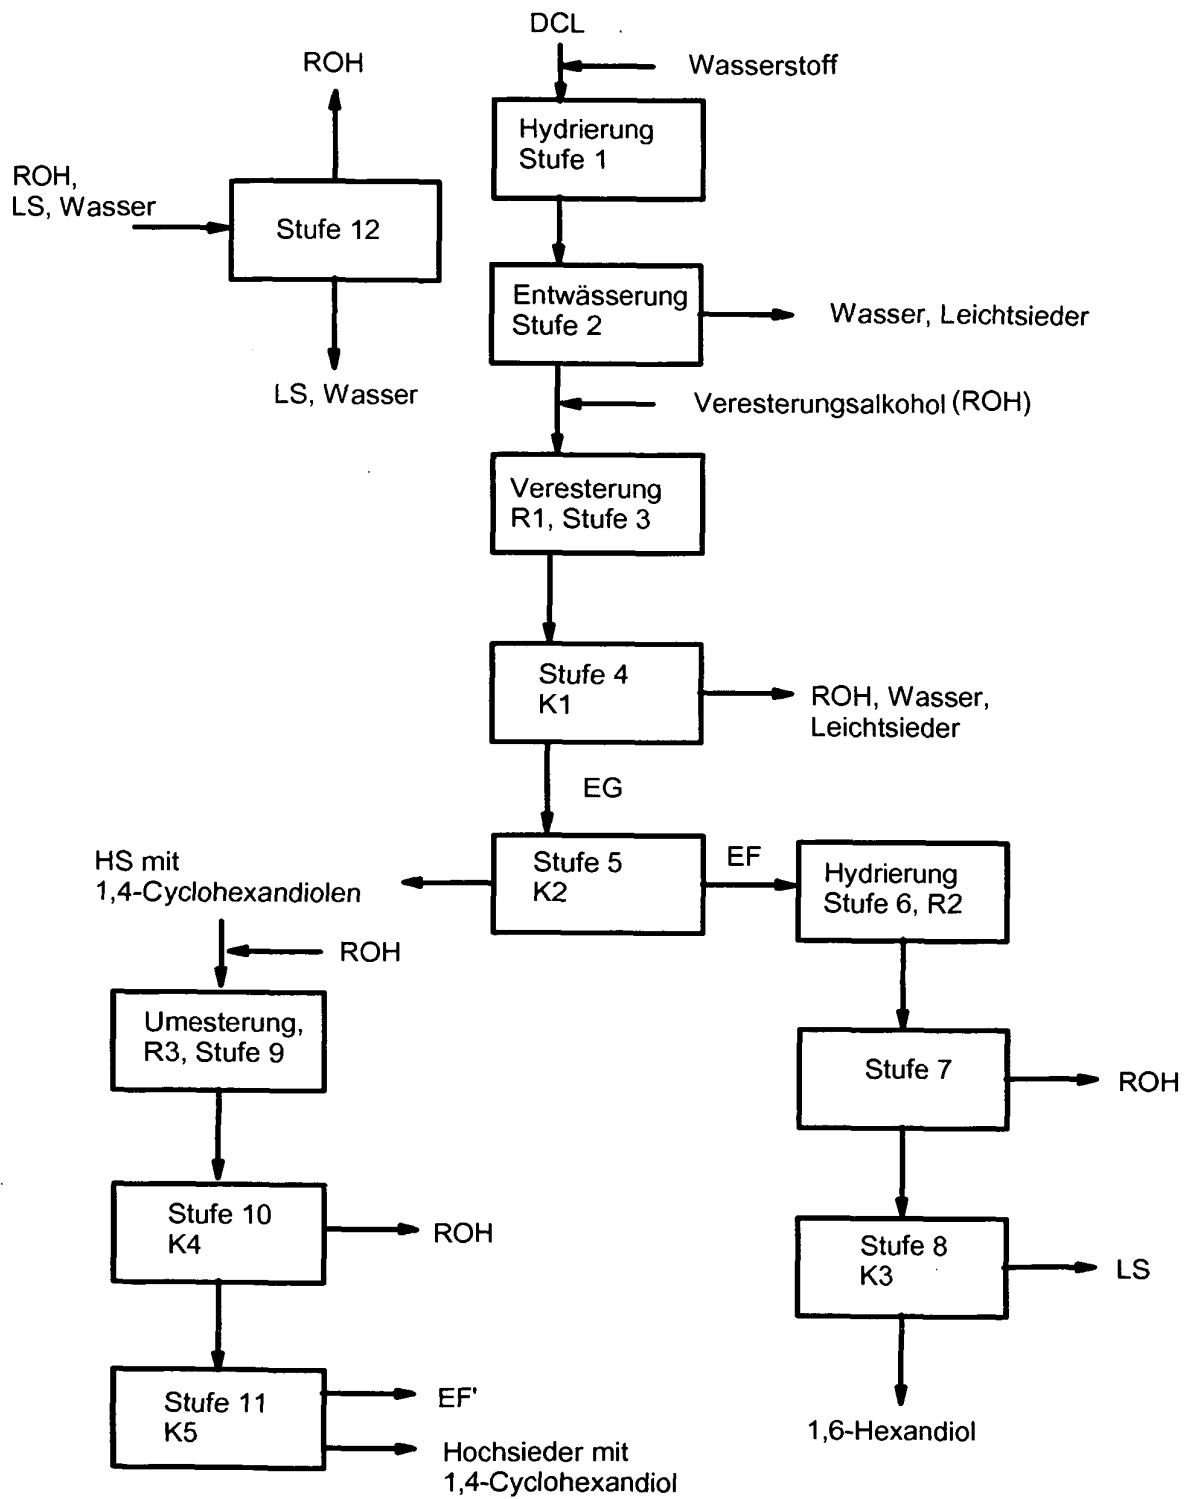 DCL
Wasserstoff
Hydrierung
Stufe 1
ROH
ROH,
LS, Wasser
Stufe 12
LS, Wasser
Entwässerung
Stufe 2
Wasser, Leichtsieder
Veresterungsalkohol (ROH)
Veresterung
R1, Stufe 3
Stufe 4
K1
ROH, Wasser,
Leichtsieder
EG
Stufe 5
K2
EF
Hydrierung
Stufe 6, R2
HS mit
1,4-Cyclohexandiolen
ROH
Umesterung,
R3, Stufe 9
Stufe 7
ROH
Stufe 10
K4
ROH
Stufe 8
K3
LS
Stufe 11
K5
EF'
Hochsieder mit
1,4-Cyclohexandiol
1,6-Hexandiol